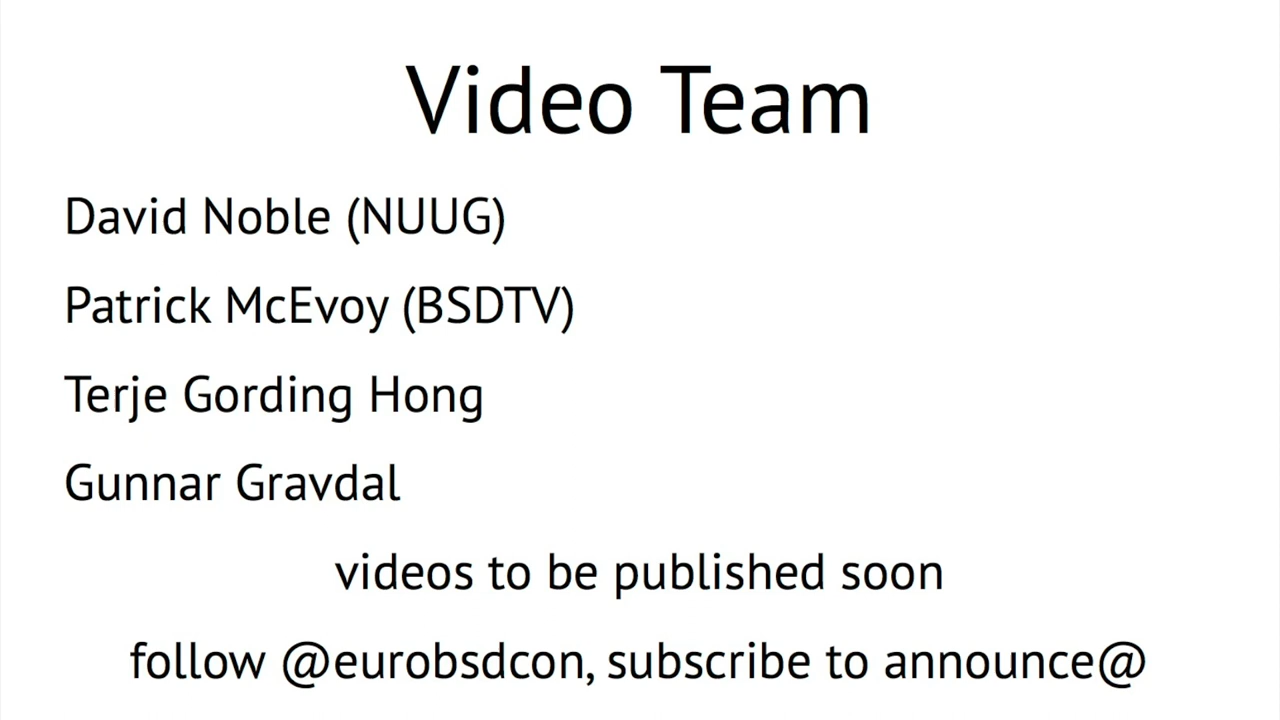 Video Team
David Noble (NUUG)
Patrick McEvoy (BSDTV)
Terje Gording Hong
Gunnar Gravdal
videos to be published soon
follow @eurobsdcon, subscribe to announce@